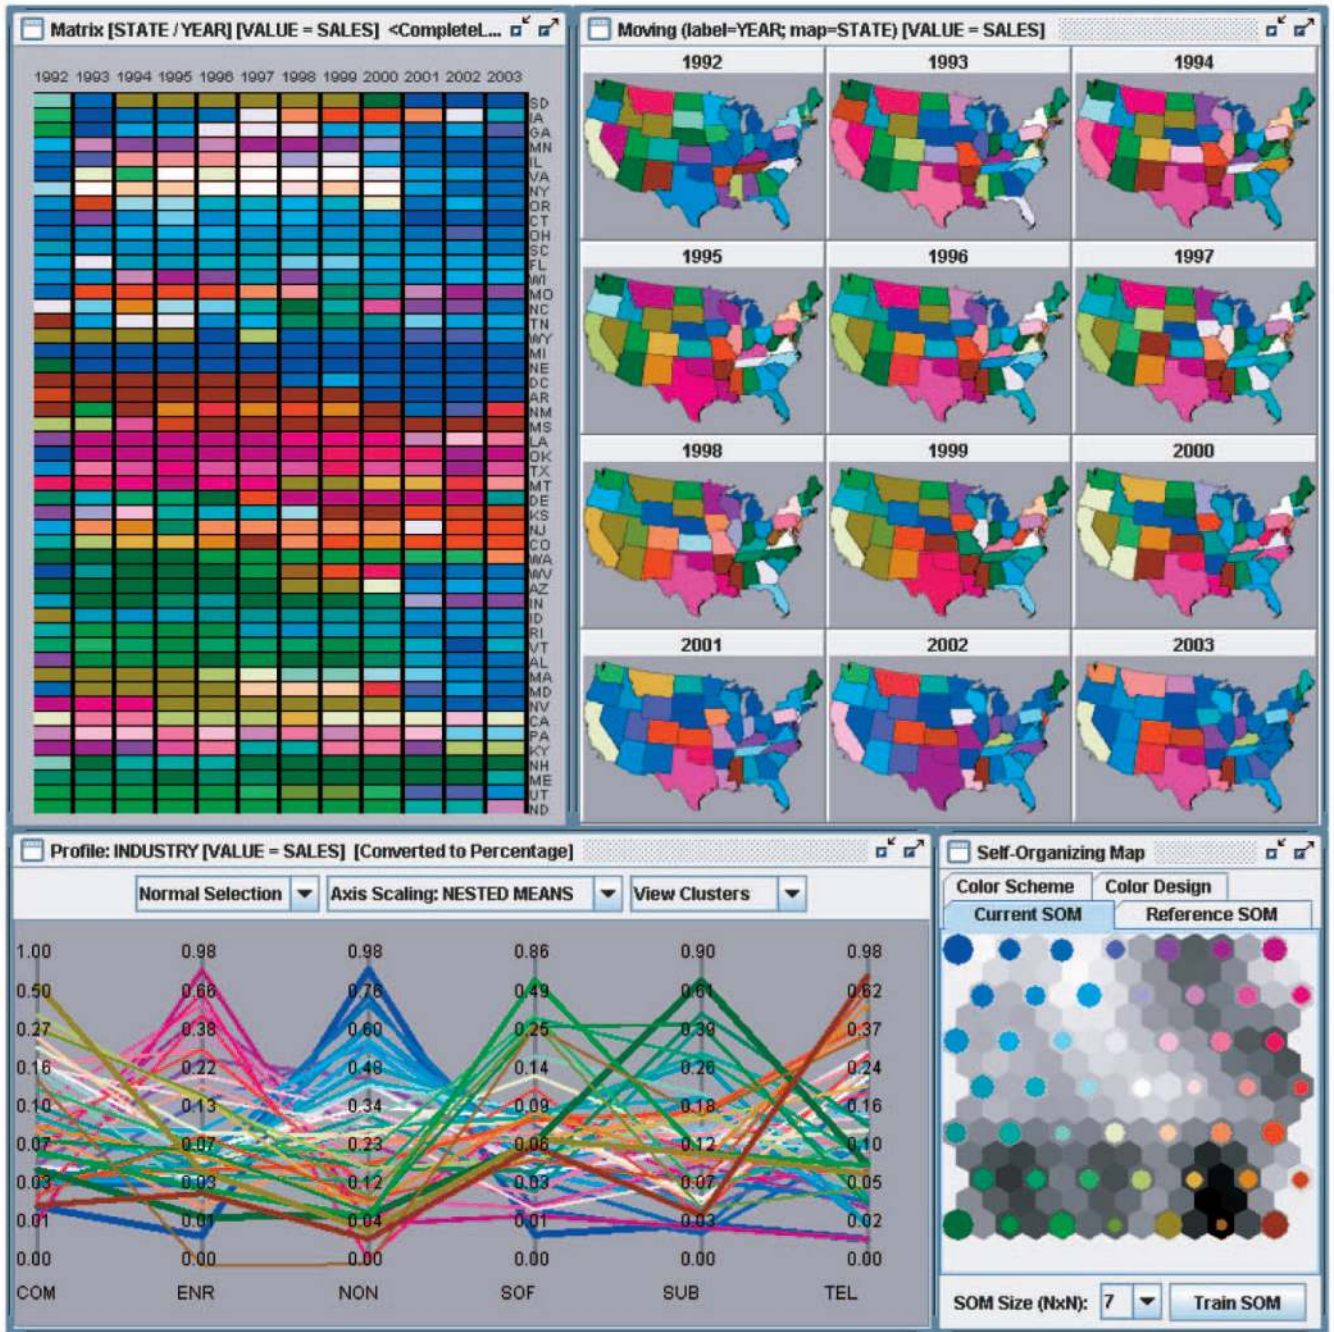 Matrix [STATE / YEAR] [VALUE = SALES] <CompleteL...
1992 1993 1994 1995 1996 1997 1998 1999 2000 2001 2002 2003
SD
IA
GA
MN
IL
VA
NY
OR
CT
OH
SC
FL
WI
MO
NC
TN
WY
MI
NE
DC
AR
NM
MS
LA
OK
TX
MT
DE
KS
NJ
CO
WA
WV
AZ
IN
ID
RI
VT
AL
MA
MD
NV
CA
PA
KY
NH
ME
UT
ND
Moving (label=YEAR; map=STATE) [VALUE = SALES]
1992 1993 1994
1995 1996 1997
1998 1999 2000
2001 2002 2003
Profile: INDUSTRY [VALUE = SALES] [Converted to Percentage]
Normal Selection Axis Scaling: NESTED MEANS View Clusters
1.00 0.98 0.98 0.86 0.90 0.98
0.50 0.66 0.76 0.49 0.61 0.62
0.27 0.38 0.60 0.25 0.39 0.37
0.16 0.22 0.48 0.14 0.26 0.24
0.10 0.13 0.34 0.09 0.18 0.16
0.07 0.07 0.23 0.06 0.12 0.10
0.03 0.03 0.12 0.03 0.07 0.05
0.01 0.01 0.04 0.01 0.03 0.02
0.00 0.00 0.00 0.00 0.00 0.00
COM ENR NON SOF SUB TEL
Self-Organizing Map
Color Scheme Color Design
Current SOM Reference SOM
SOM Size (NxN): 7 Train SOM